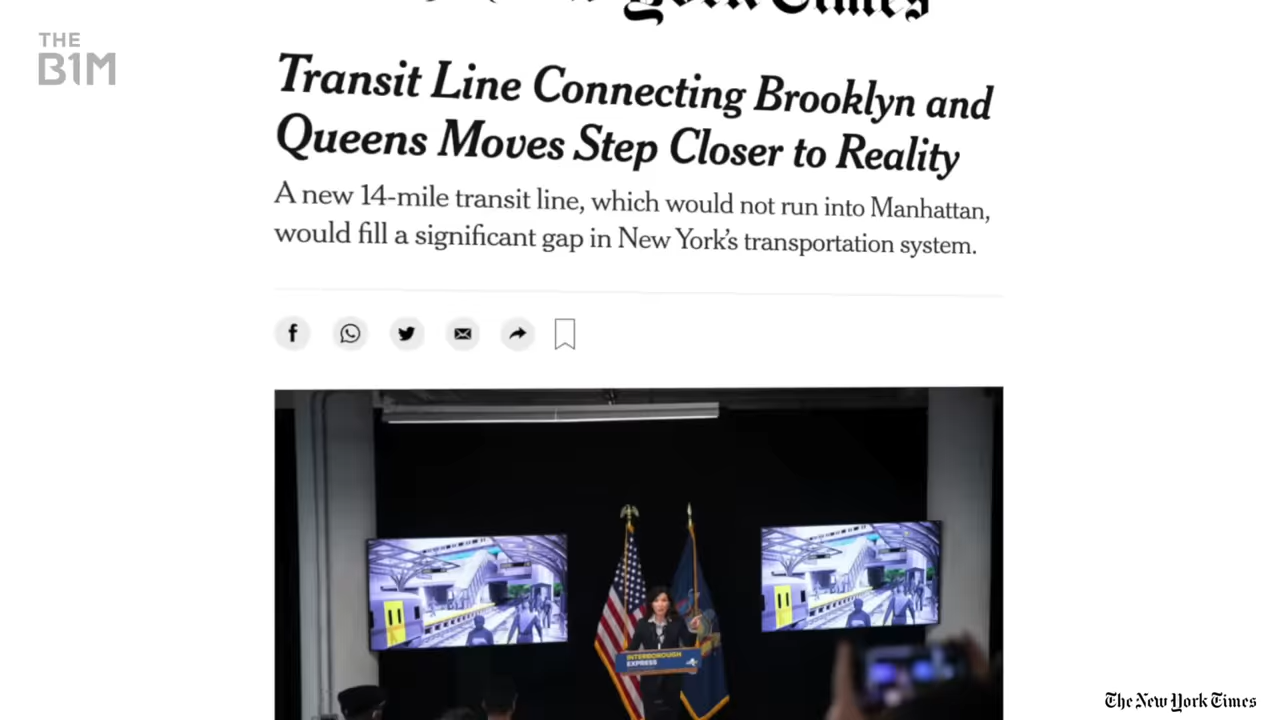 THE
B1M
York Times
Transit Line Connecting Brooklyn and
Queens Moves Step Closer to Reality
A new 14-mile transit line, which would not run into Manhattan,
would fill a significant gap in New York's transportation system.
INTERBOROUGH
EXPRESS
The New York Times